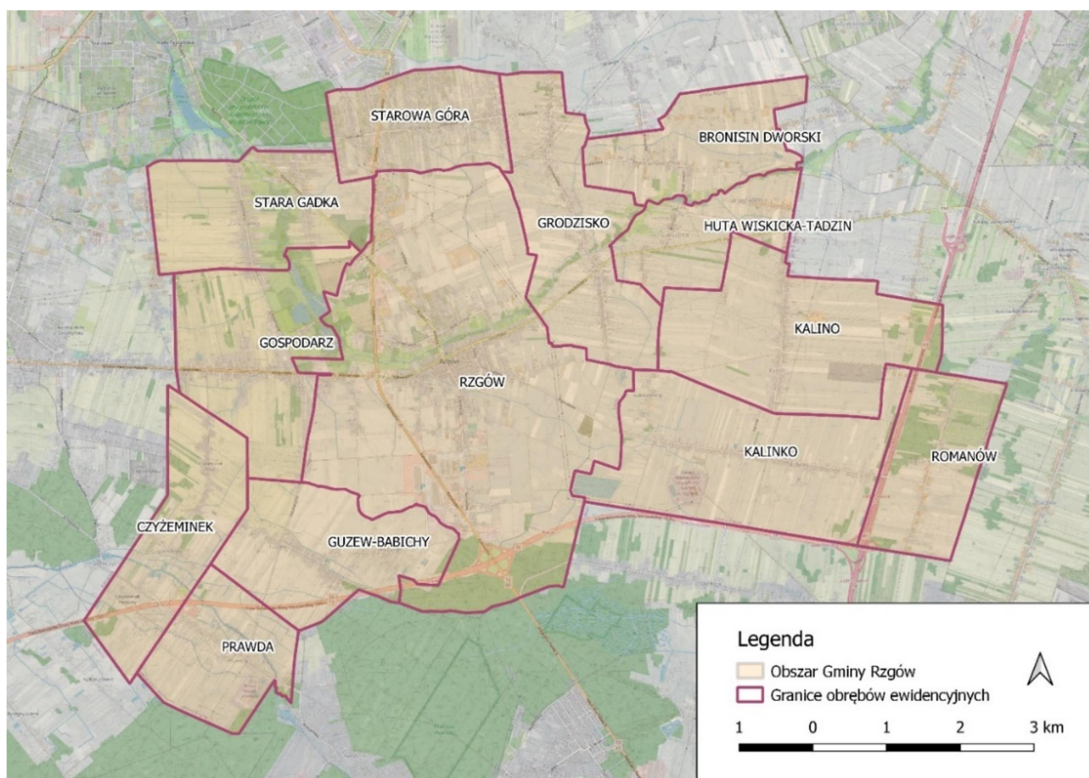 STAROWA GÓRA
BRONISIN DWORSKI
STARA GADKA
GRODZISKO
HUTA WISKICKA-TADZIN
KALINO
GOSPODARZ
RZGÓW
KALINKO
ROMANÓW
CZYŻEMINEK
GUZEW-BABICHY
PRAWDA
Legenda
Obszar Gminy Rzgów
Granice obrębów ewidencyjnych
1 0 1 2 3 km